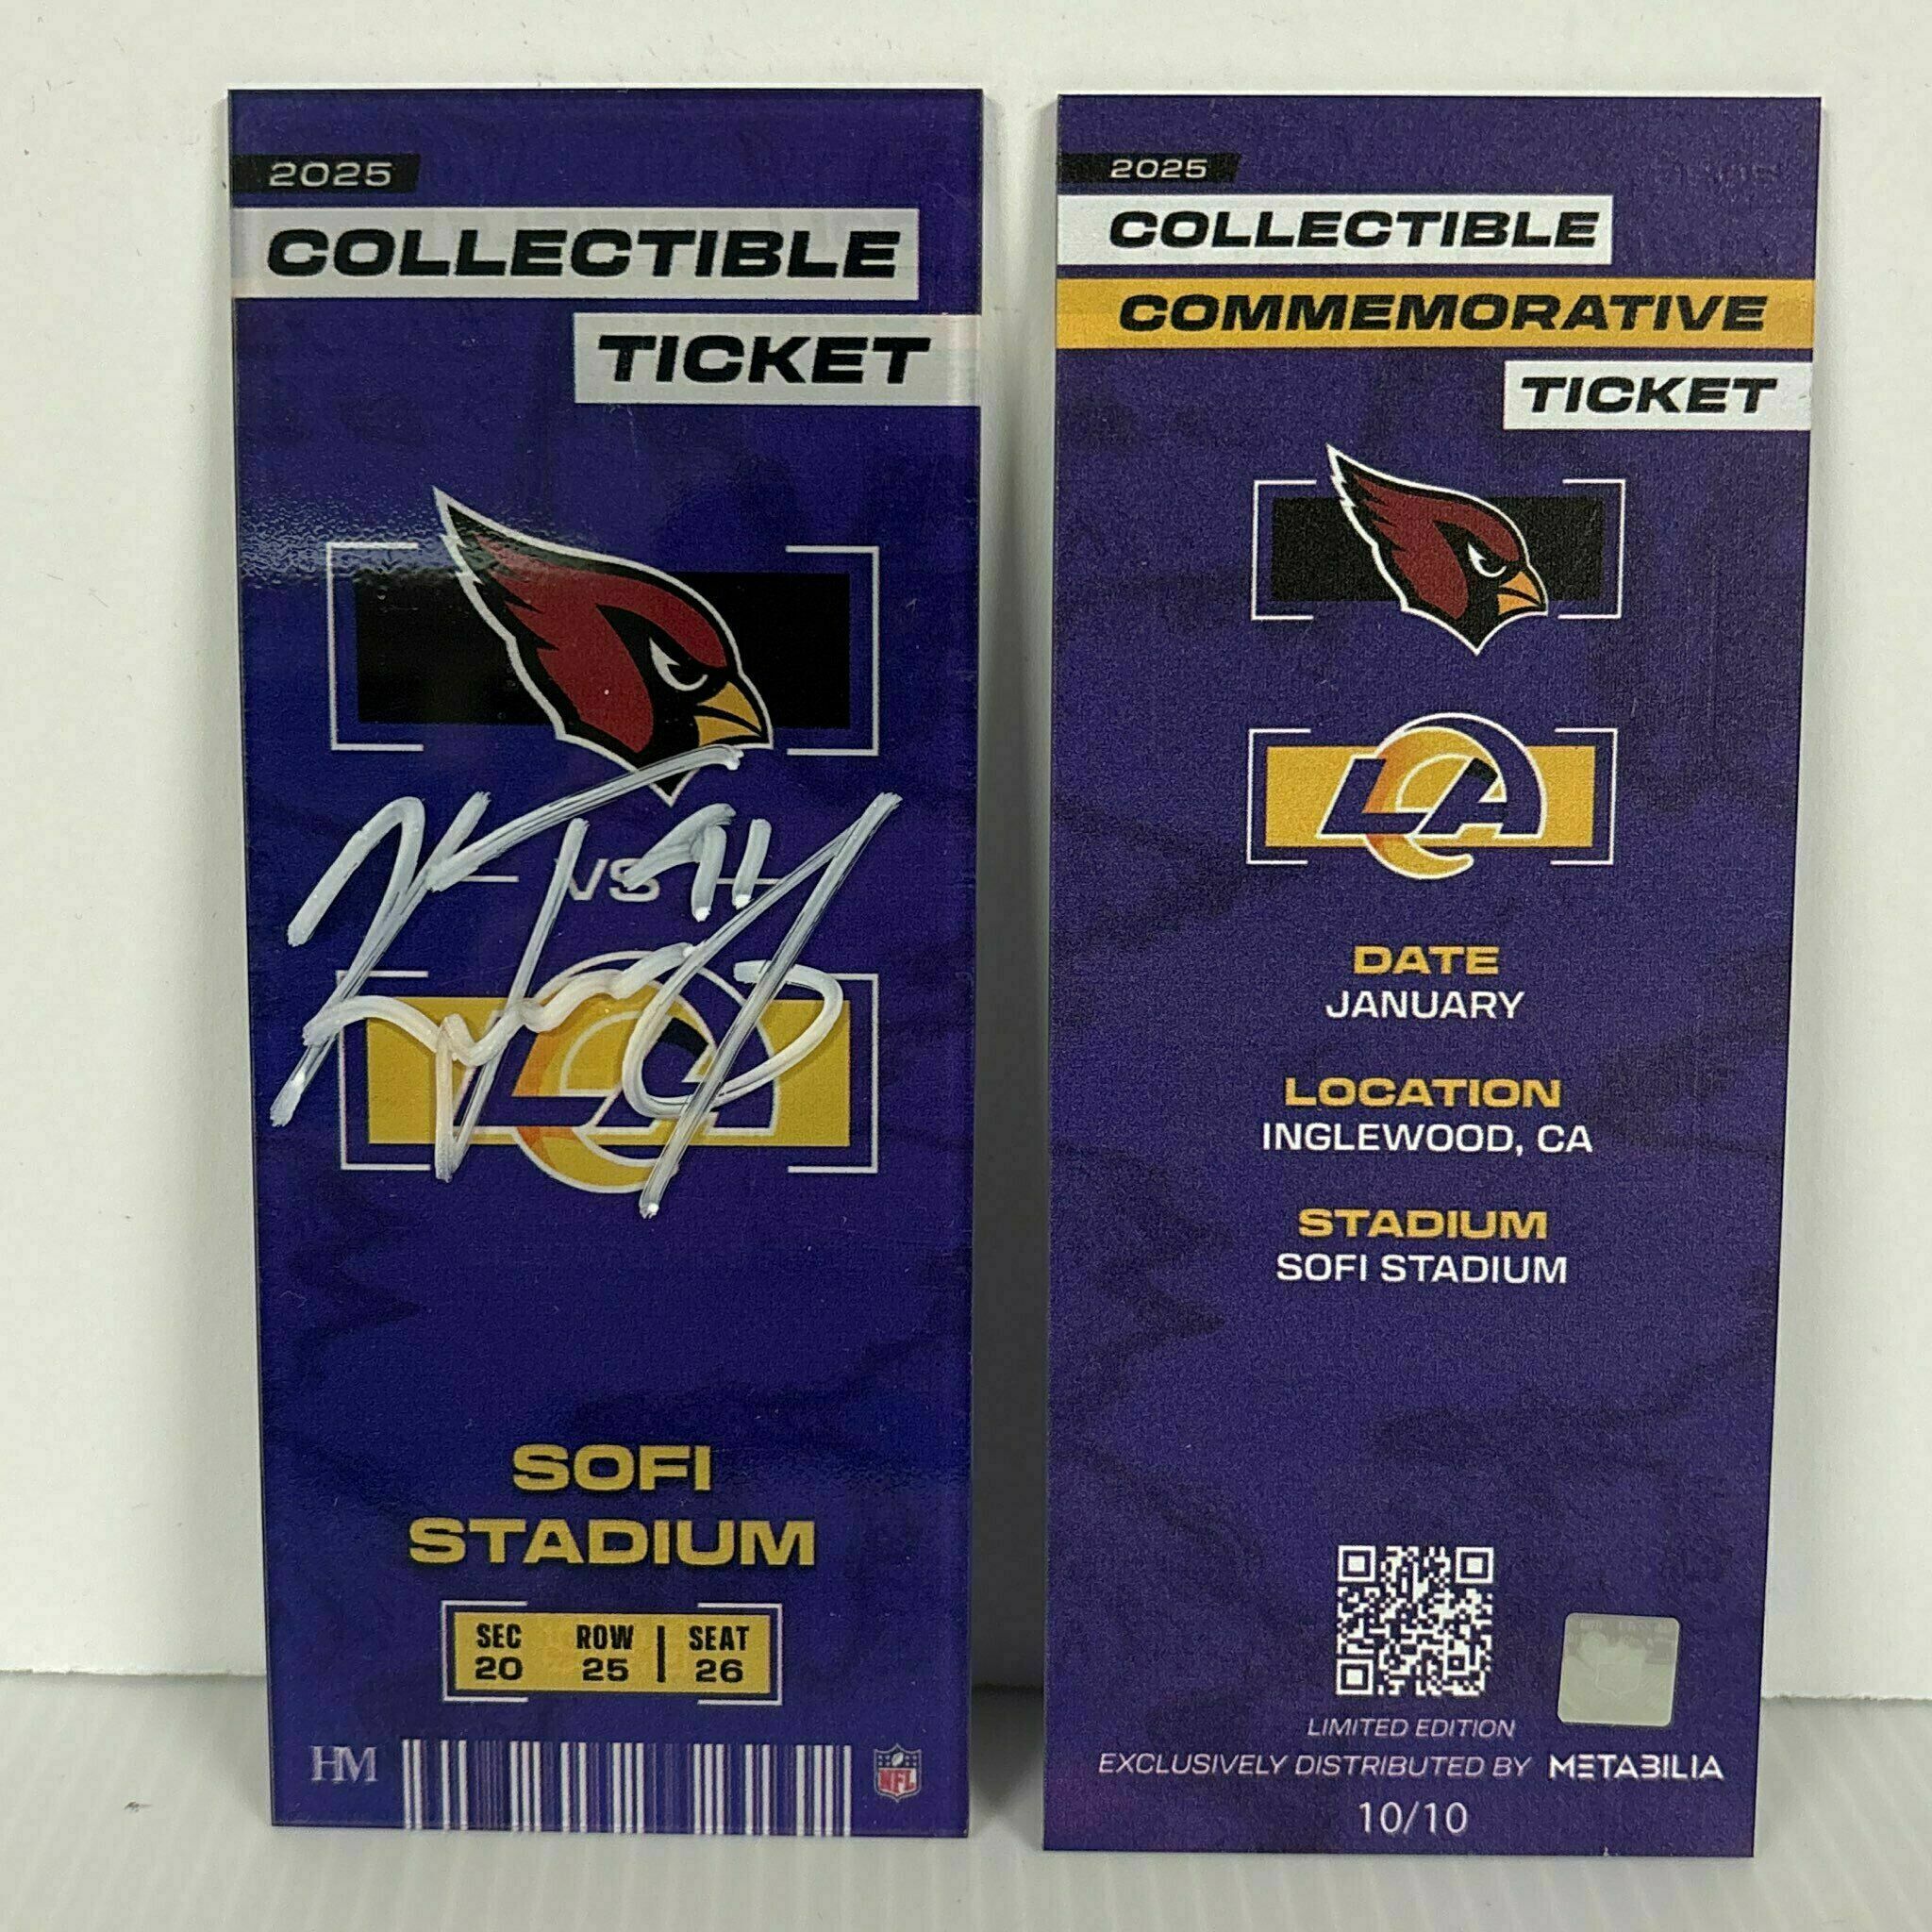 2025
COLLECTIBLE
TICKET
VS
LA
SOFI
STADIUM
SEC ROW | SEAT
20 25 26
HM
NFL
2025
COLLECTIBLE
COMMEMORATIVE
TICKET
LA
DATE
JANUARY
LOCATION
INGLEWOOD, CA
STADIUM
SOFI STADIUM
LIMITED EDITION
EXCLUSIVELY DISTRIBUTED BY METABILIA
10/10